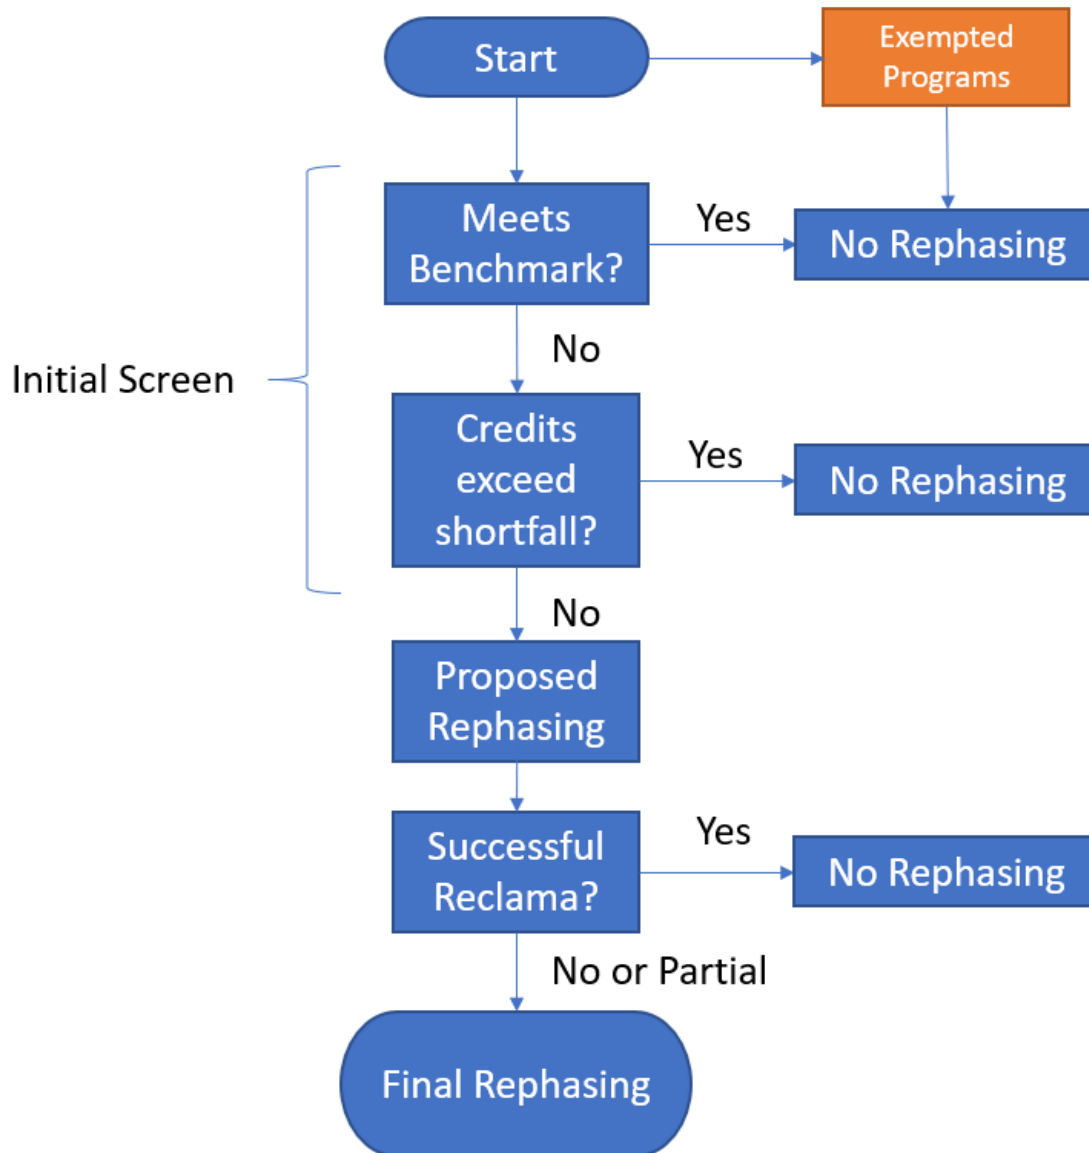 Start
Exempted
Programs
Meets
Benchmark?
Yes
No Rephasing
No
Initial Screen
Credits
exceed
shortfall?
Yes
No Rephasing
No
Proposed
Rephasing
Successful
Reclama?
Yes
No Rephasing
No or Partial
Final Rephasing